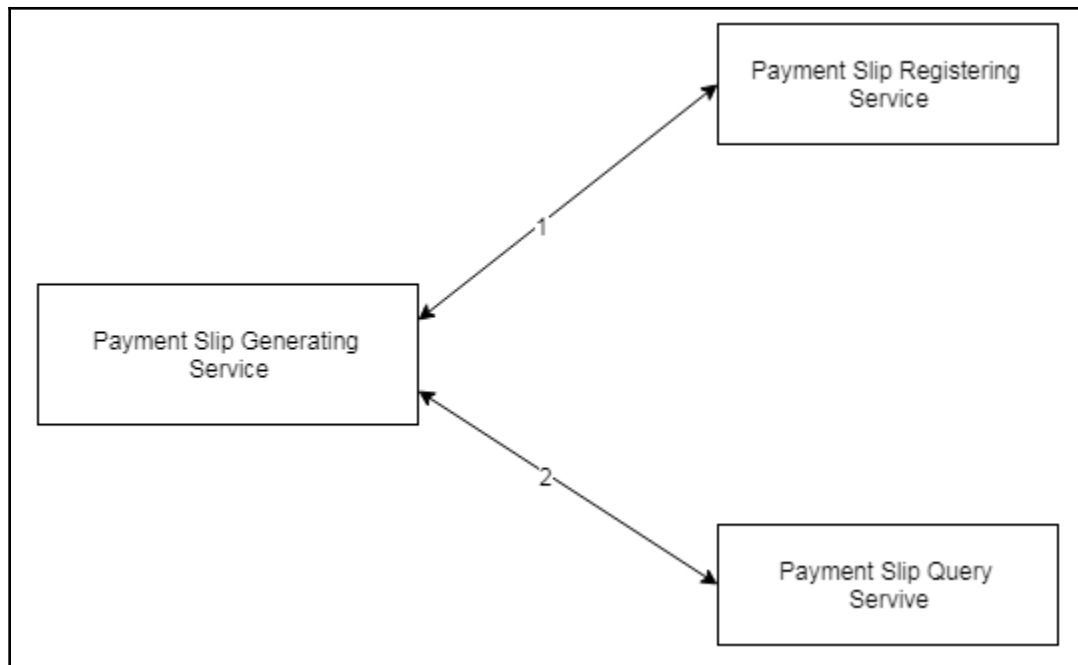 Payment Slip Registering
Service
1
Payment Slip Generating
Service
2
Payment Slip Query
Servive